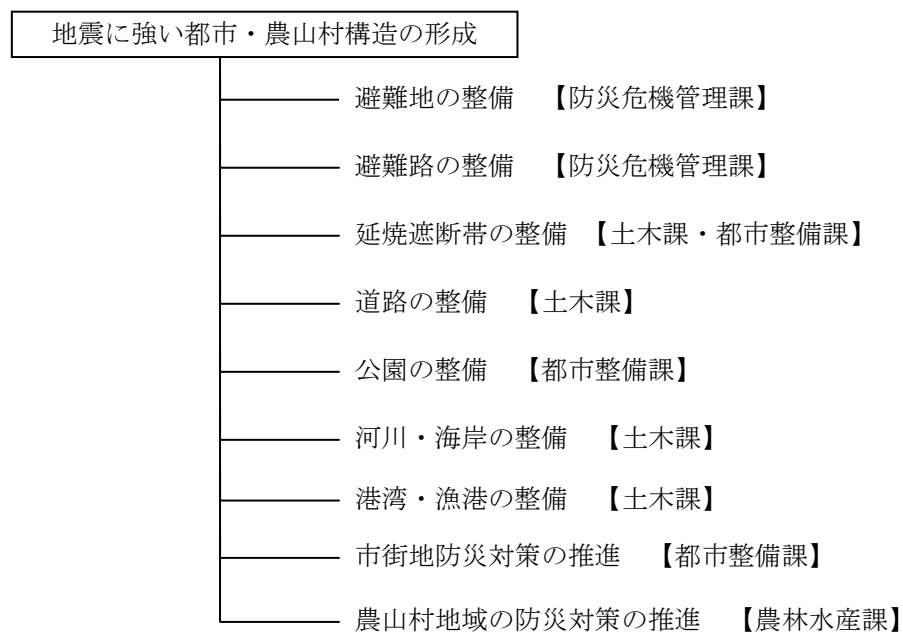 地震に強い都市・農山村構造の形成
避難地の整備　【防災危機管理課】
避難路の整備　【防災危機管理課】
延焼遮断帯の整備　【土木課・都市整備課】
道路の整備　【土木課】
公園の整備　【都市整備課】
河川・海岸の整備　【土木課】
港湾・漁港の整備　【土木課】
市街地防災対策の推進　【都市整備課】
農山村地域の防災対策の推進　【農林水産課】